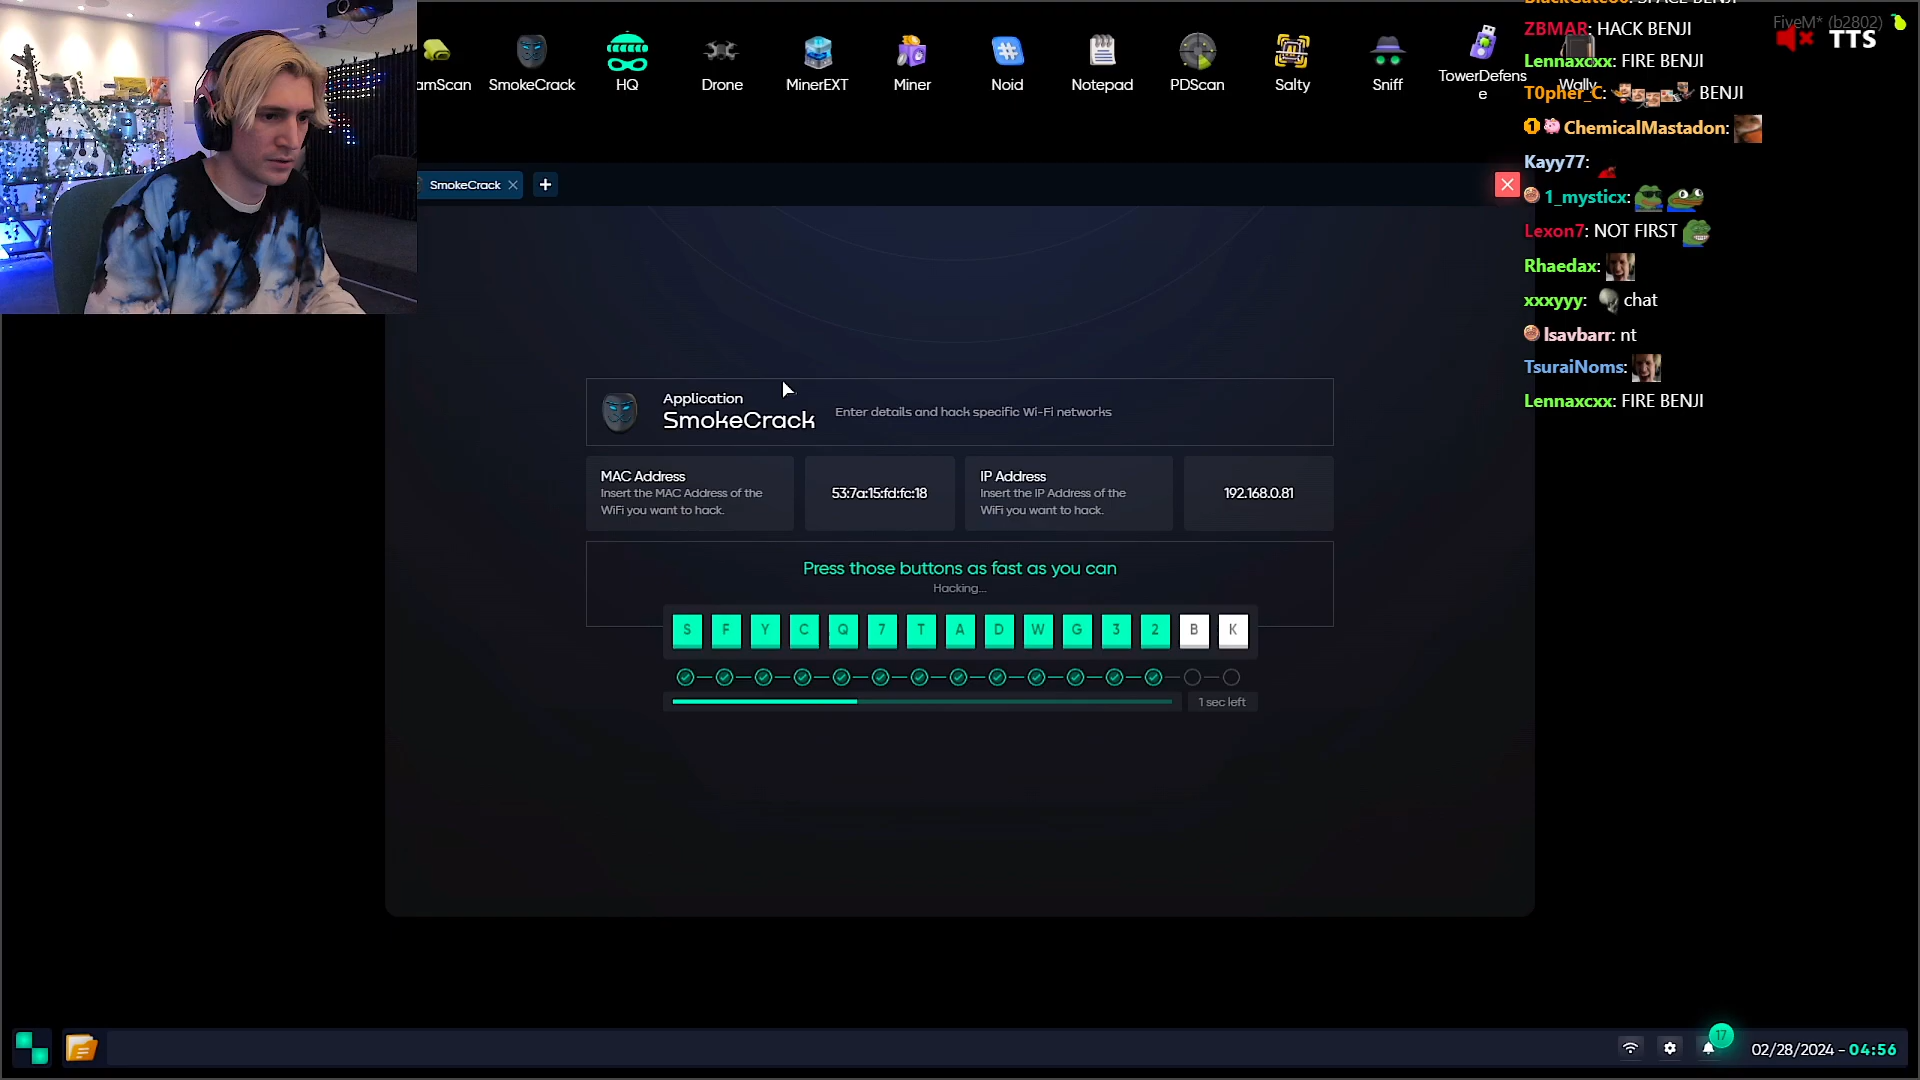 amScan
SmokeCrack
HQ
Drone
MinerEXT
Miner
Noid
Notepad
PDScan
Salty
Sniff
TowerDefens
e
Wally
FiveM* (b2802)
TTS
ZBMAR: HACK BENJI
Lennaxcxx: FIRE BENJI
T0pher_C: BENJI
ChemicalMastadon:
Kayy77:
1_mysticx:
Lexon7: NOT FIRST
Rhaedax:
xxxyyy: chat
lsavbarr: nt
TsuraiNoms:
Lennaxcxx: FIRE BENJI
SmokeCrack
Application
SmokeCrack
Enter details and hack specific Wi-Fi networks
MAC Address
Insert the MAC Address of the
WiFi you want to hack.
53:7a:15:fd:fc:18
IP Address
Insert the IP Address of the
WiFi you want to hack.
192.168.0.81
Press those buttons as fast as you can
Hacking...
S F Y C Q 7 T A D W G 3 2 B K
1 sec left
17
02/28/2024 - 04:56